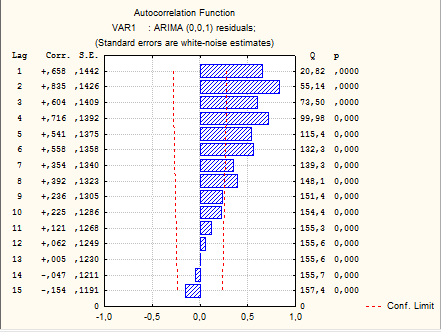 Autocorrelation Function
VAR1 : ARIMA (0,0,1) residuals;
(Standard errors are white-noise estimates)
Lag Corr. S.E. Q p
1 +,658 ,1442 20,82 ,0000
2 +,835 ,1426 55,14 ,0000
3 +,604 ,1409 73,50 ,0000
4 +,716 ,1392 99,98 0,000
5 +,541 ,1375 115,4 0,000
6 +,558 ,1358 132,3 0,000
7 +,354 ,1340 139,3 0,000
8 +,392 ,1323 148,1 0,000
9 +,236 ,1305 151,4 0,000
10 +,225 ,1286 154,4 0,000
11 +,121 ,1268 155,3 0,000
12 +,062 ,1249 155,6 0,000
13 +,005 ,1230 155,6 0,000
14 -,047 ,1211 155,7 0,000
15 -,154 ,1191 157,4 0,000
0 0
-1,0 -0,5 0,0 0,5 1,0
Conf. Limit